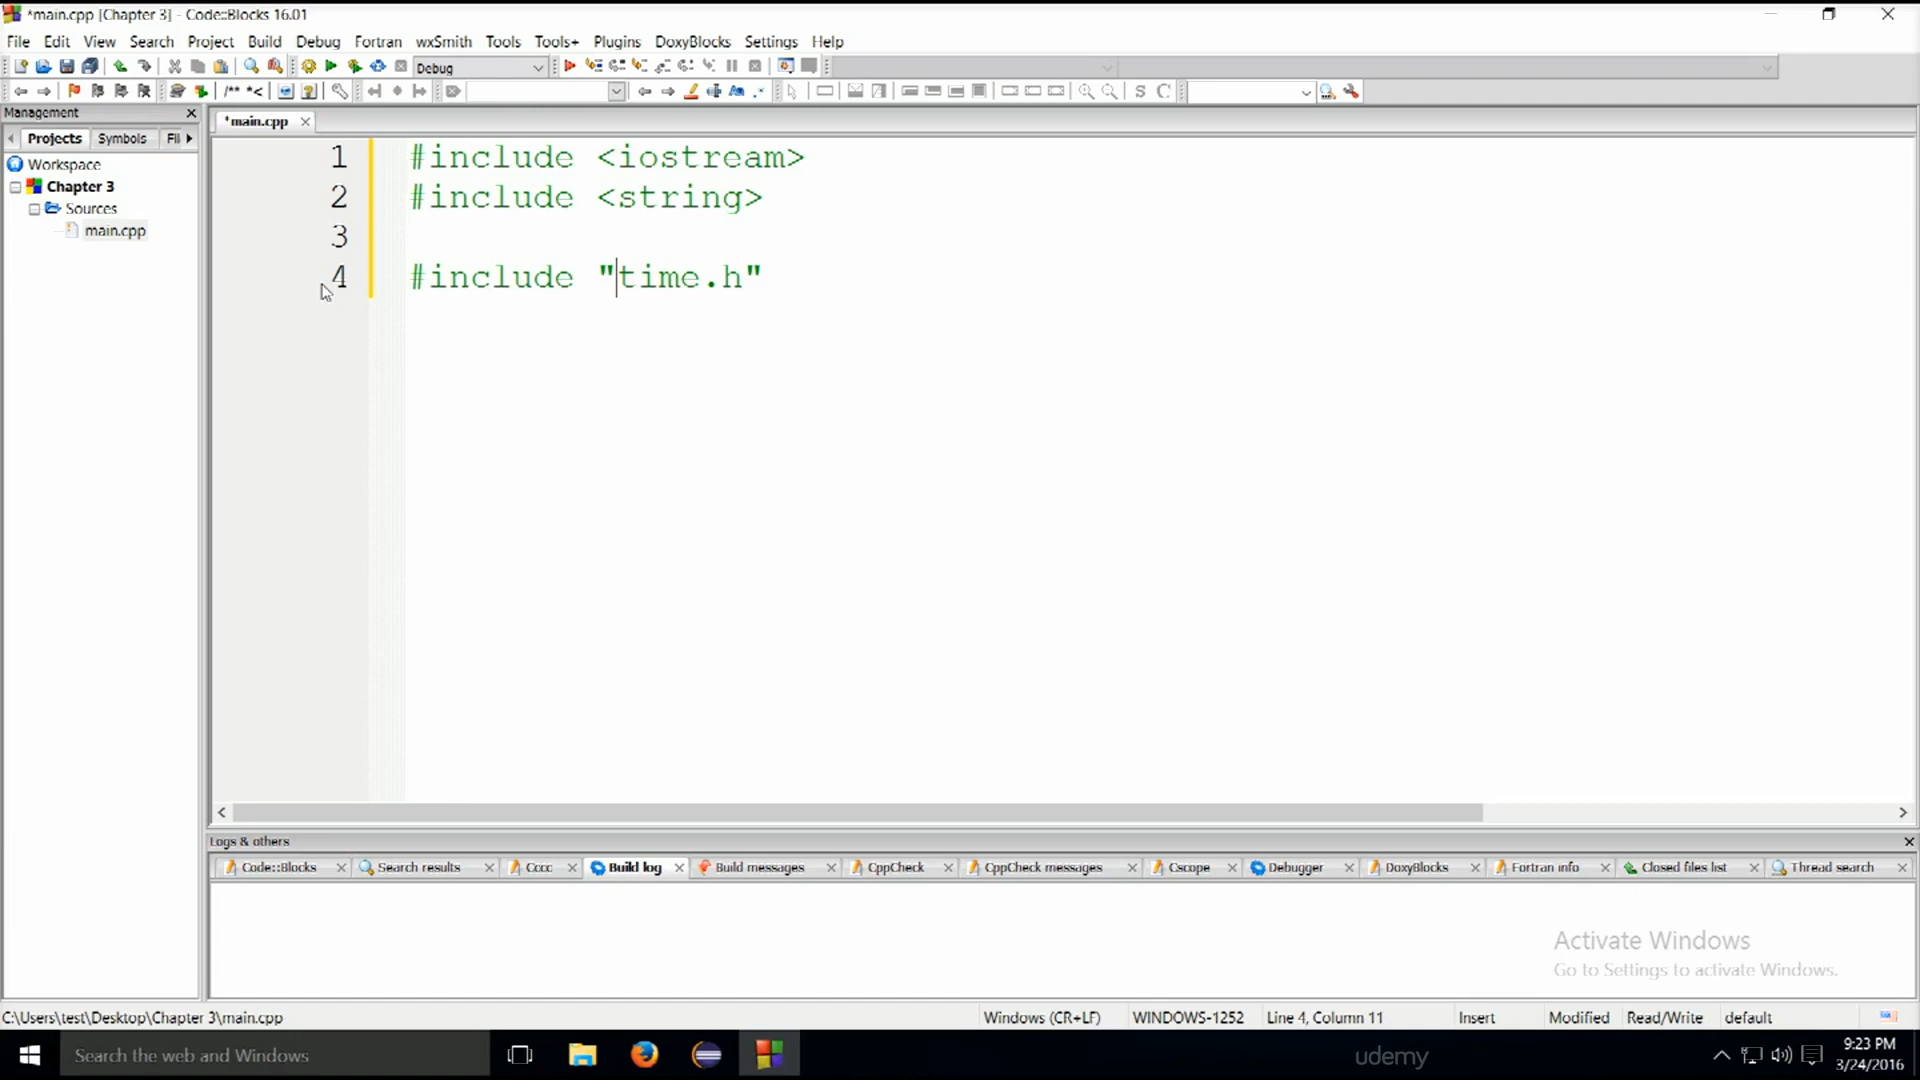 *main.cpp [Chapter 3] - Code::Blocks 16.01
File Edit View Search Project Build Debug Fortran wxSmith Tools Tools+ Plugins DoxyBlocks Settings Help
Debug
/** *<
S C
Management
Projects Symbols Fil
*main.cpp
Workspace
Chapter 3
Sources
main.cpp
1 #include <iostream>
2 #include <string>
3
4 #include "time.h"
Logs & others
Code::Blocks Search results Cccc Build log Build messages CppCheck CppCheck messages Cscope Debugger DoxyBlocks Fortran info Closed files list Thread search
Activate Windows
Go to Settings to activate Windows.
C:\Users\test\Desktop\Chapter 3\main.cpp Windows (CR+LF) WINDOWS-1252 Line 4, Column 11 Insert Modified Read/Write default
Search the web and Windows
udemy
9:23 PM
3/24/2016